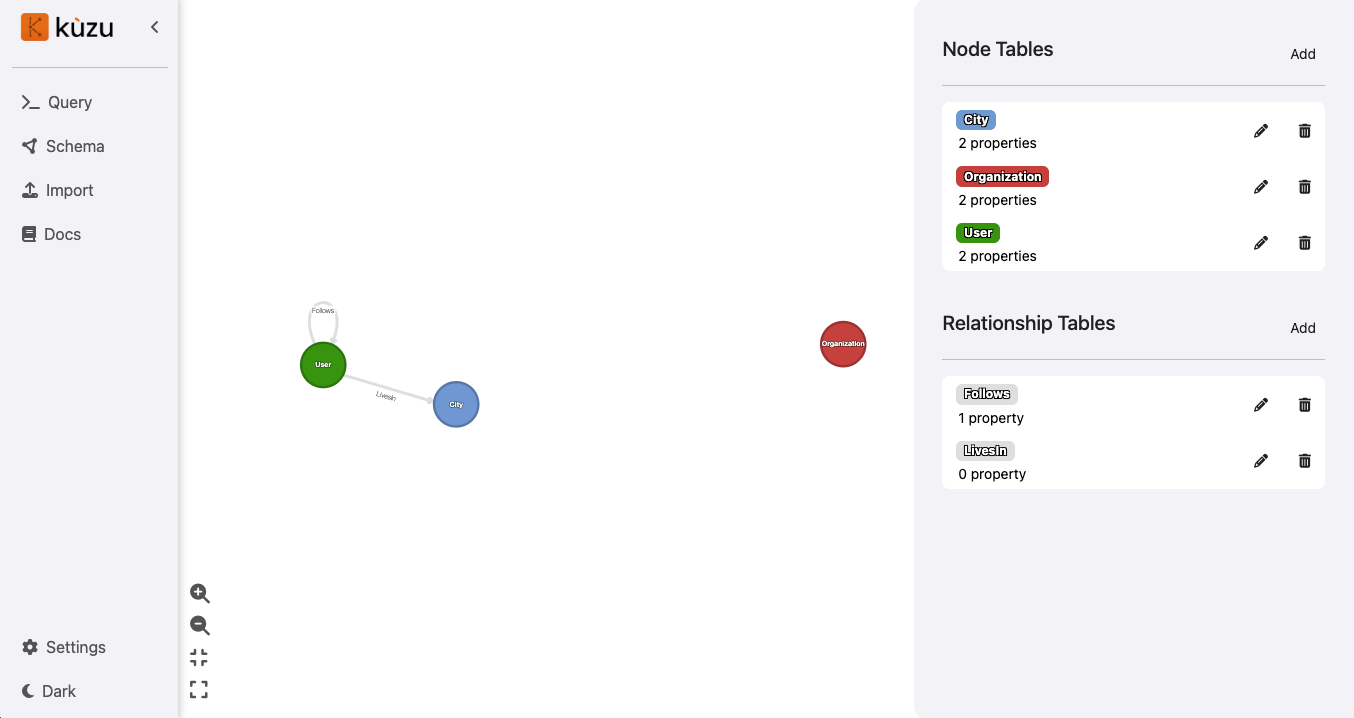 kùzu
Query
Schema
Import
Docs
Settings
Dark
Follows
User
LivesIn
City
Organization
Node Tables
Add
City
2 properties
Organization
2 properties
User
2 properties
Relationship Tables
Add
Follows
1 property
LivesIn
0 property